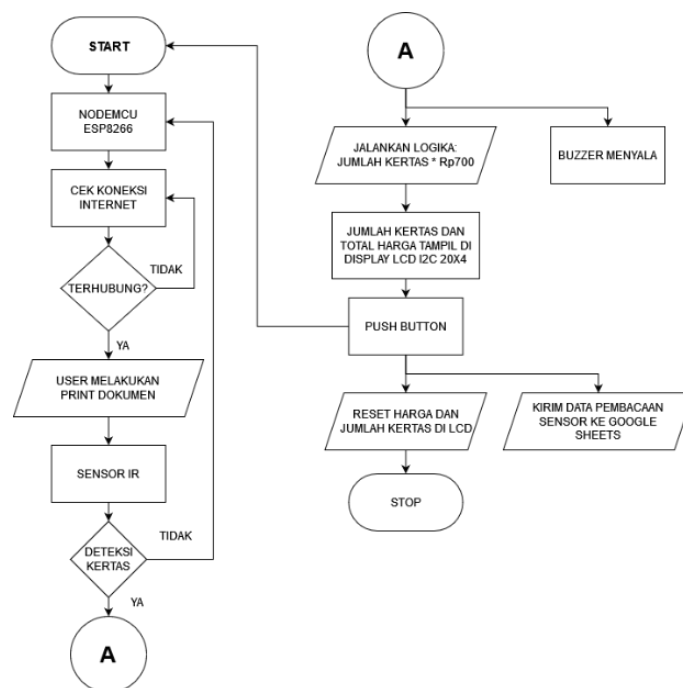 START
NODEMCU
ESP8266
CEK KONEKSI
INTERNET
TIDAK
TERHUBUNG?
YA
USER MELAKUKAN
PRINT DOKUMEN
SENSOR IR
TIDAK
DETEKSI
KERTAS
YA
A
A
JALANKAN LOGIKA:
JUMLAH KERTAS * Rp700
BUZZER MENYALA
JUMLAH KERTAS DAN
TOTAL HARGA TAMPIL DI
DISPLAY LCD I2C 20X4
PUSH BUTTON
RESET HARGA DAN
JUMLAH KERTAS DI LCD
KIRIM DATA PEMBACAAN
SENSOR KE GOOGLE
SHEETS
STOP